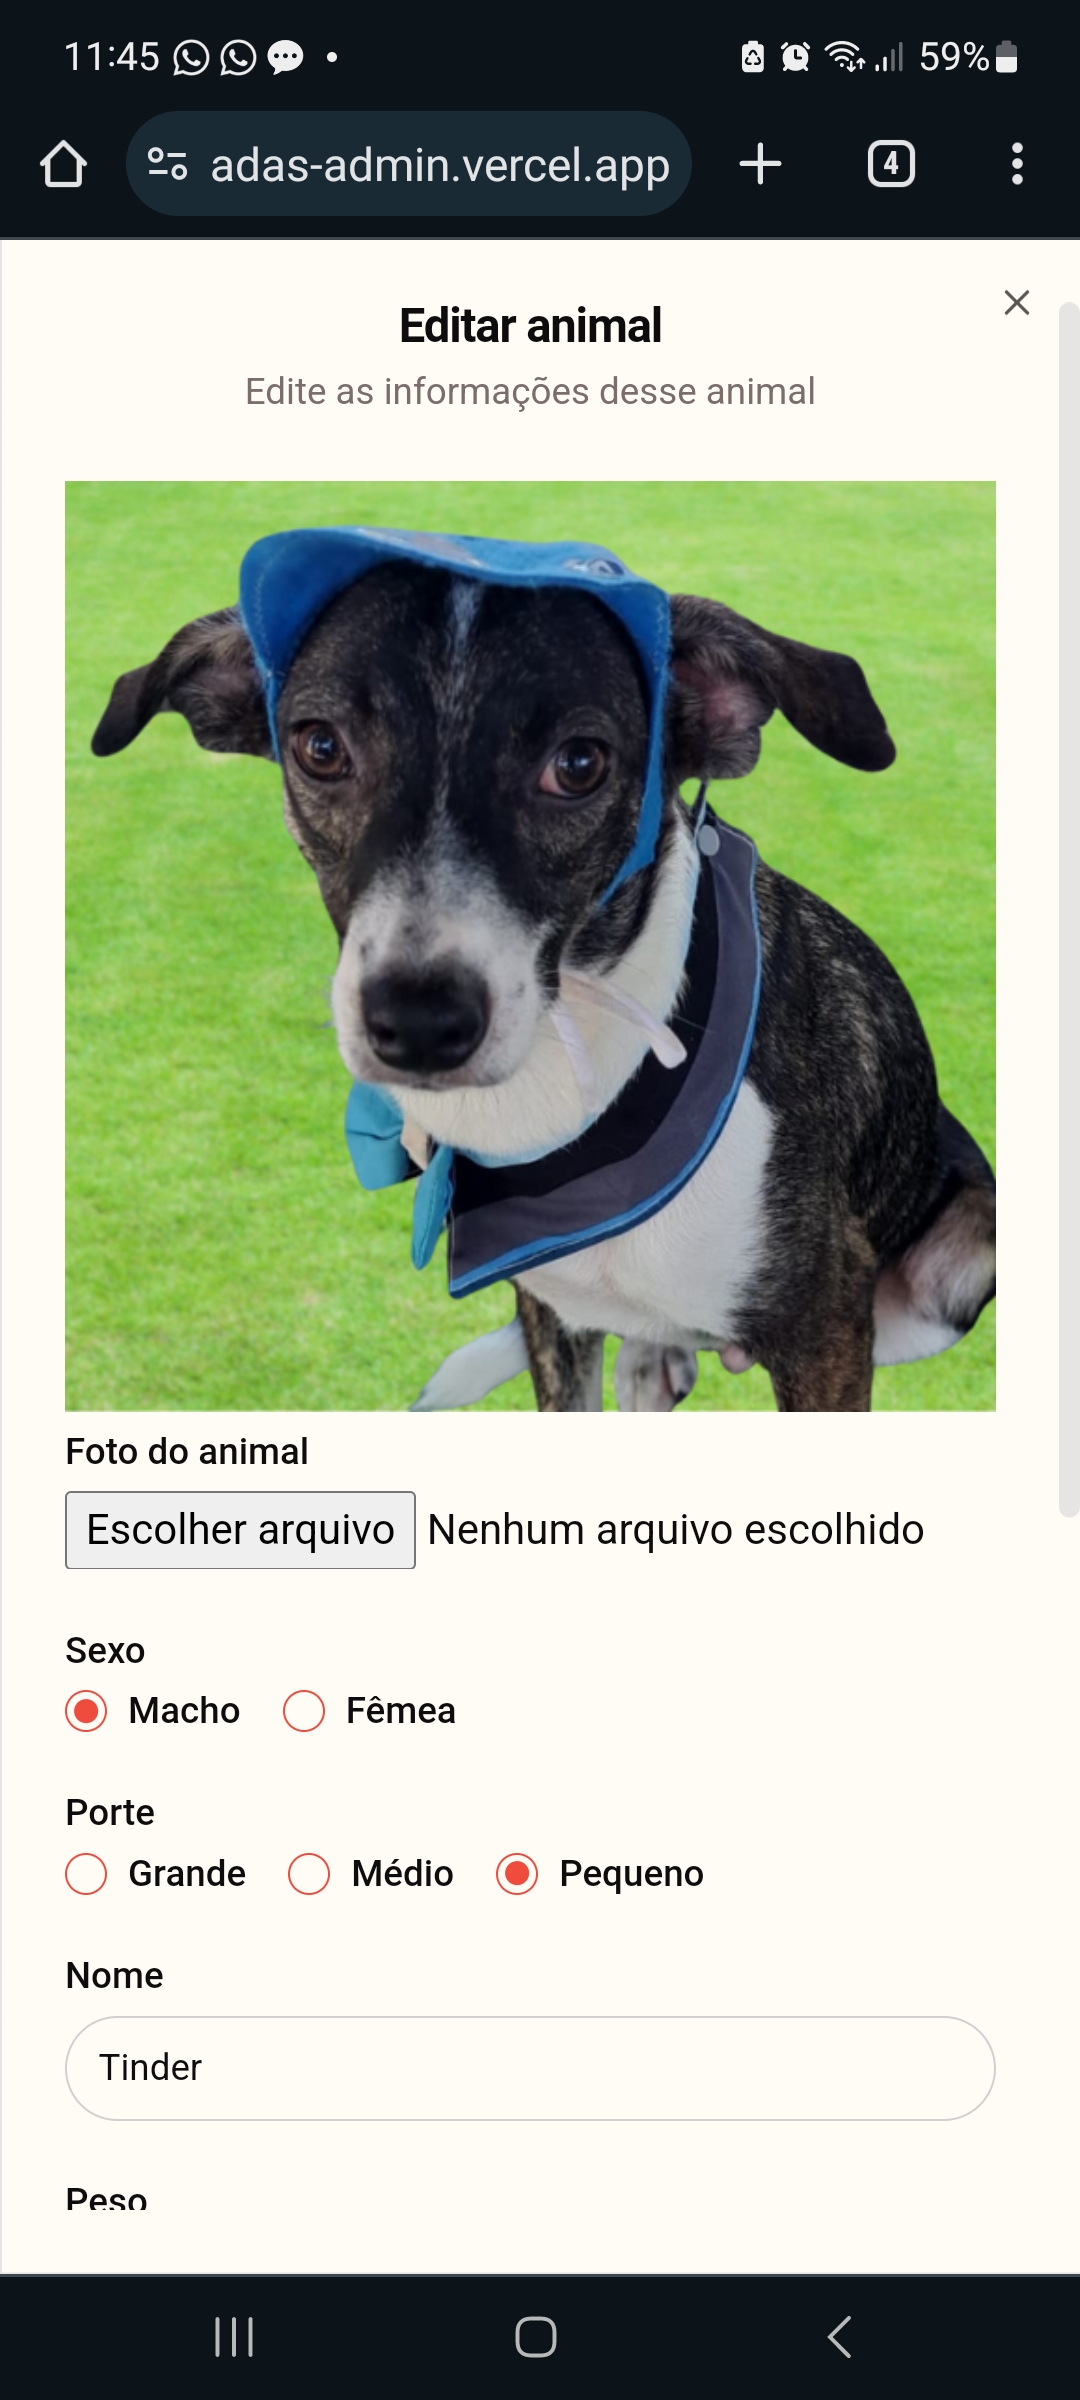 11:45
59%
adas-admin.vercel.app
4
Editar animal
Edite as informações desse animal
Foto do animal
Escolher arquivo Nenhum arquivo escolhido
Sexo
Macho Fêmea
Porte
Grande Médio Pequeno
Nome
Tinder
Peso